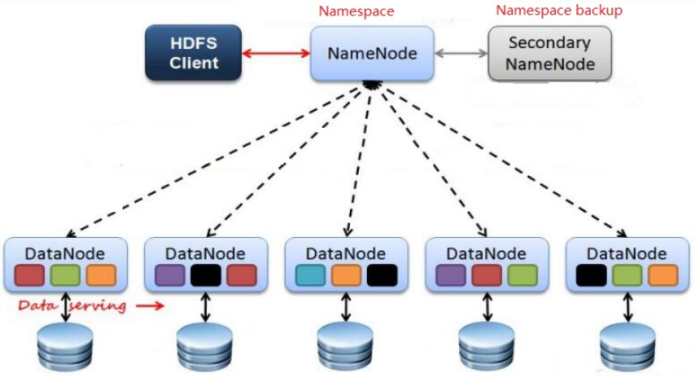 Namespace
Namespace backup
HDFS
Client
NameNode
Secondary
NameNode
DataNode
DataNode
DataNode
DataNode
DataNode
Data serving